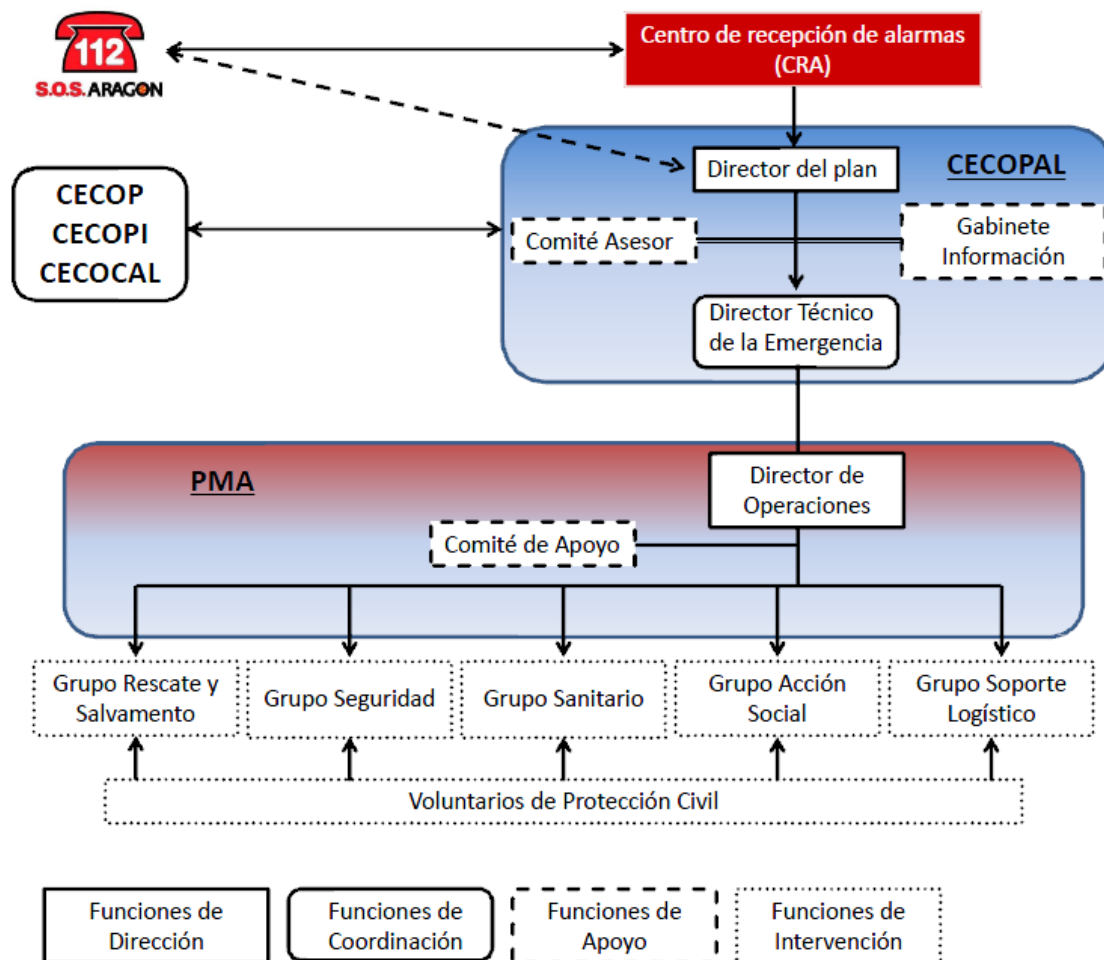 112
S.O.S. ARAGON
Centro de recepción de alarmas
(CRA)
CECOPAL
Director del plan
CECOP
CECOPI
CECOCAL
Comité Asesor
Gabinete
Información
Director Técnico
de la Emergencia
PMA
Director de
Operaciones
Comité de Apoyo
Grupo Rescate y
Salvamento
Grupo Seguridad
Grupo Sanitario
Grupo Acción
Social
Grupo Soporte
Logístico
Voluntarios de Protección Civil
Funciones de
Dirección
Funciones de
Coordinación
Funciones de
Apoyo
Funciones de
Intervención